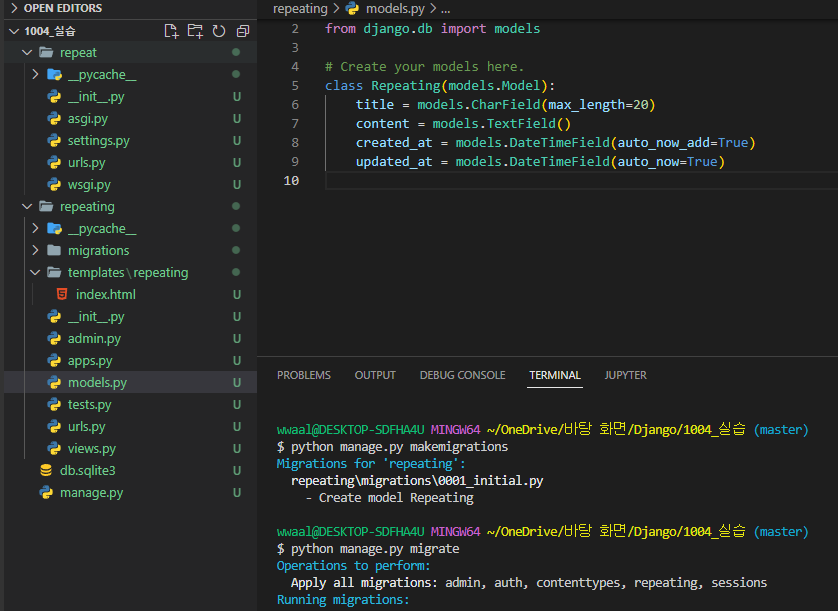 OPEN EDITORS
1004_실습
repeat
__pycache__
__init__.py U
asgi.py U
settings.py U
urls.py U
wsgi.py U
repeating
__pycache__
migrations
templates\repeating
index.html U
__init__.py U
admin.py U
apps.py U
models.py U
tests.py U
urls.py U
views.py U
db.sqlite3 U
manage.py U
repeating > models.py > ...
2 from django.db import models
3
4 # Create your models here.
5 class Repeating(models.Model):
6 title = models.CharField(max_length=20)
7 content = models.TextField()
8 created_at = models.DateTimeField(auto_now_add=True)
9 updated_at = models.DateTimeField(auto_now=True)
10
PROBLEMS OUTPUT DEBUG CONSOLE TERMINAL JUPYTER
wwaal@DESKTOP-SDFHA4U MINGW64 ~/OneDrive/바탕 화면/Django/1004_실습 (master)
$ python manage.py makemigrations
Migrations for 'repeating':
repeating\migrations\0001_initial.py
- Create model Repeating
wwaal@DESKTOP-SDFHA4U MINGW64 ~/OneDrive/바탕 화면/Django/1004_실습 (master)
$ python manage.py migrate
Operations to perform:
Apply all migrations: admin, auth, contenttypes, repeating, sessions
Running migrations: